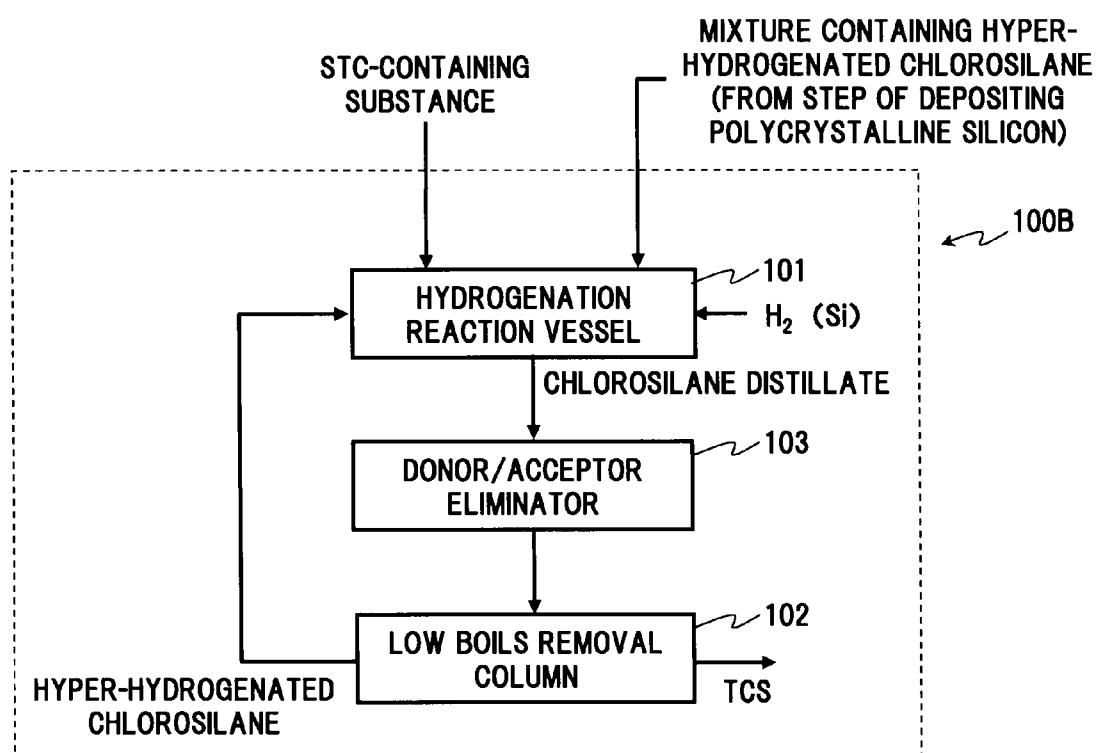 STC-CONTAINING
SUBSTANCE
MIXTURE CONTAINING HYPER-
HYDROGENATED CHLOROSILANE
(FROM STEP OF DEPOSITING
POLYCRYSTALLINE SILICON)
100B
101
HYDROGENATION
REACTION VESSEL
H₂ (Si)
CHLOROSILANE DISTILLATE
103
DONOR/ACCEPTOR
ELIMINATOR
102
LOW BOILS REMOVAL
COLUMN
TCS
HYPER-HYDROGENATED
CHLOROSILANE